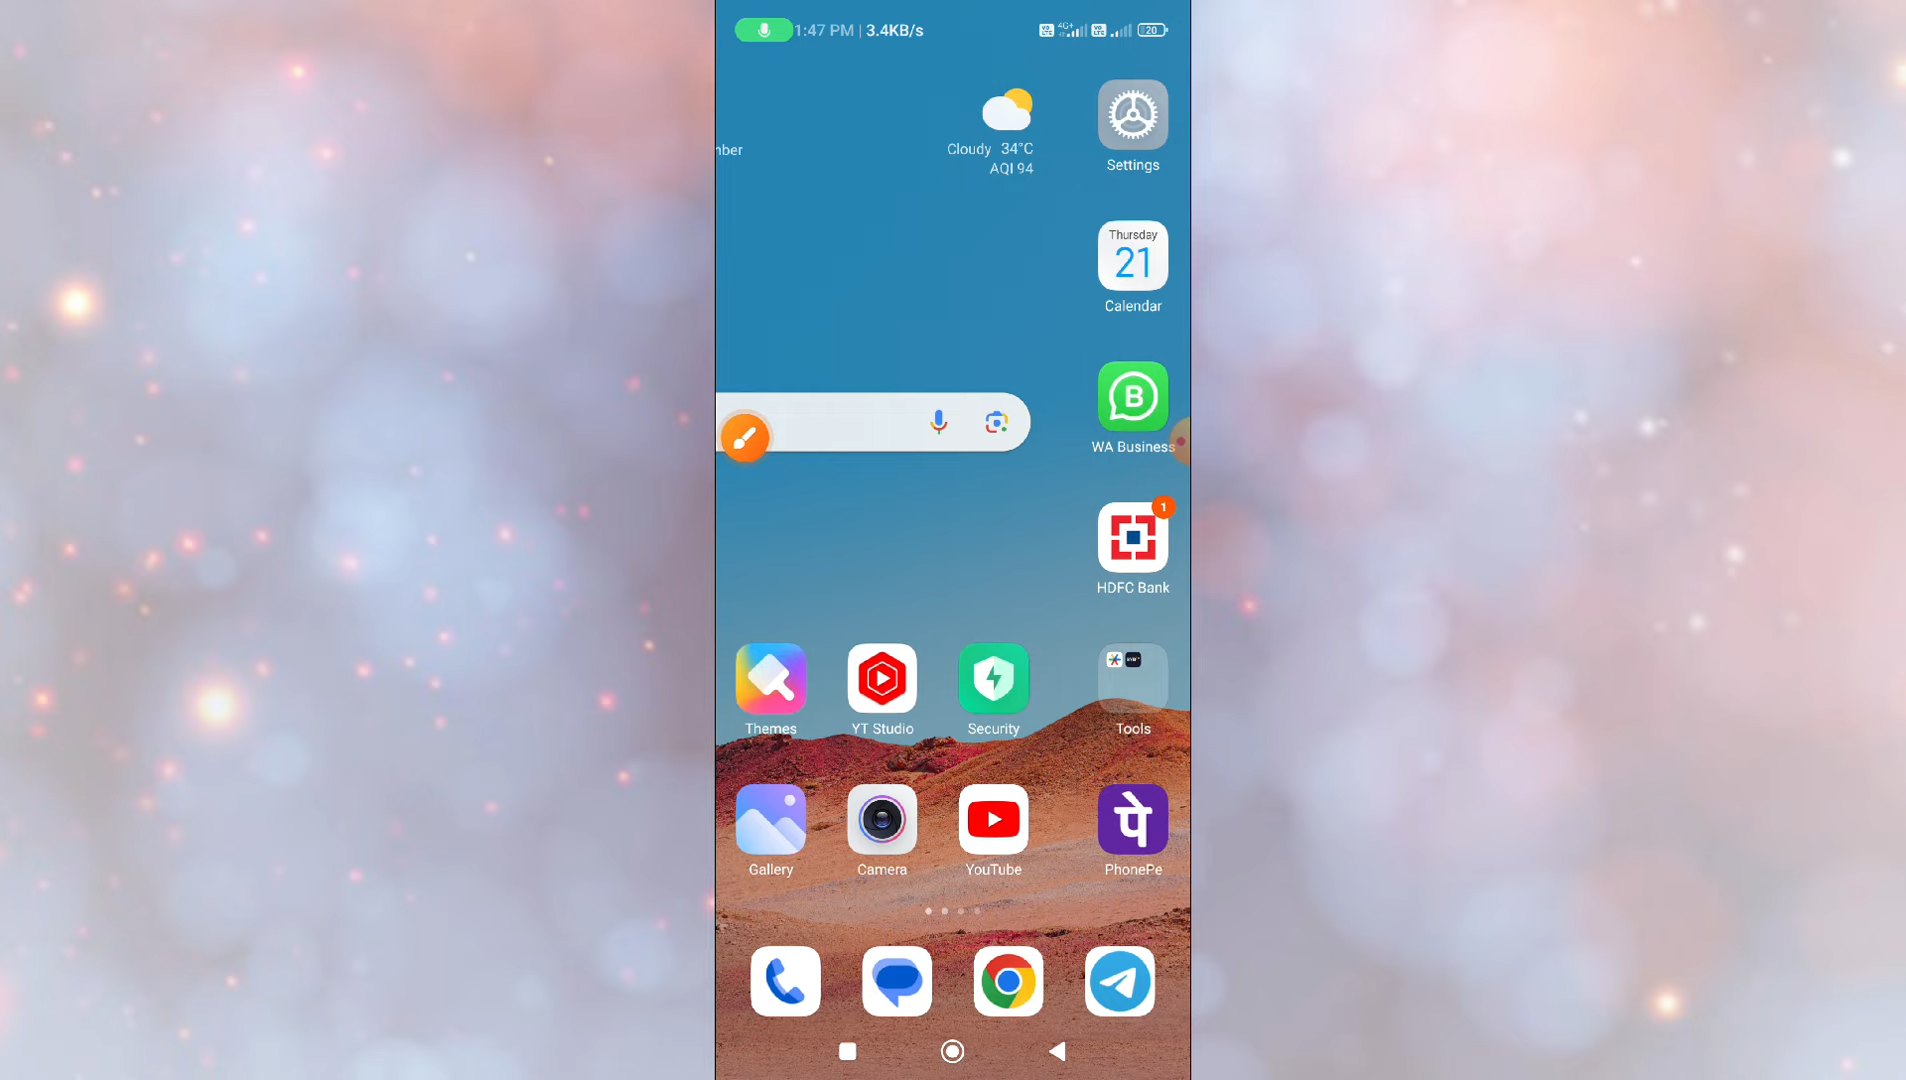 1:47 PM | 3.4KB/s
4G+
20
Cloudy 34°C
AQI 94
Settings
Thursday
21
Calendar
B
WA Business
1
HDFC Bank
Themes
YT Studio
Security
Tools
Gallery
Camera
YouTube
पे
PhonePe